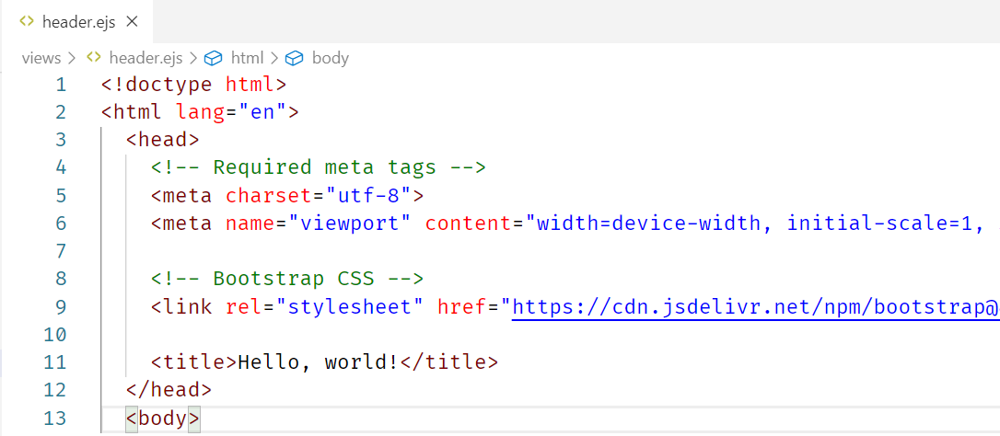 header.ejs
views > header.ejs > html > body
1 <!doctype html>
2 <html lang="en">
3 <head>
4 <!-- Required meta tags -->
5 <meta charset="utf-8">
6 <meta name="viewport" content="width=device-width, initial-scale=1,
7
8 <!-- Bootstrap CSS -->
9 <link rel="stylesheet" href="https://cdn.jsdelivr.net/npm/bootstrap@
10
11 <title>Hello, world!</title>
12 </head>
13 <body>